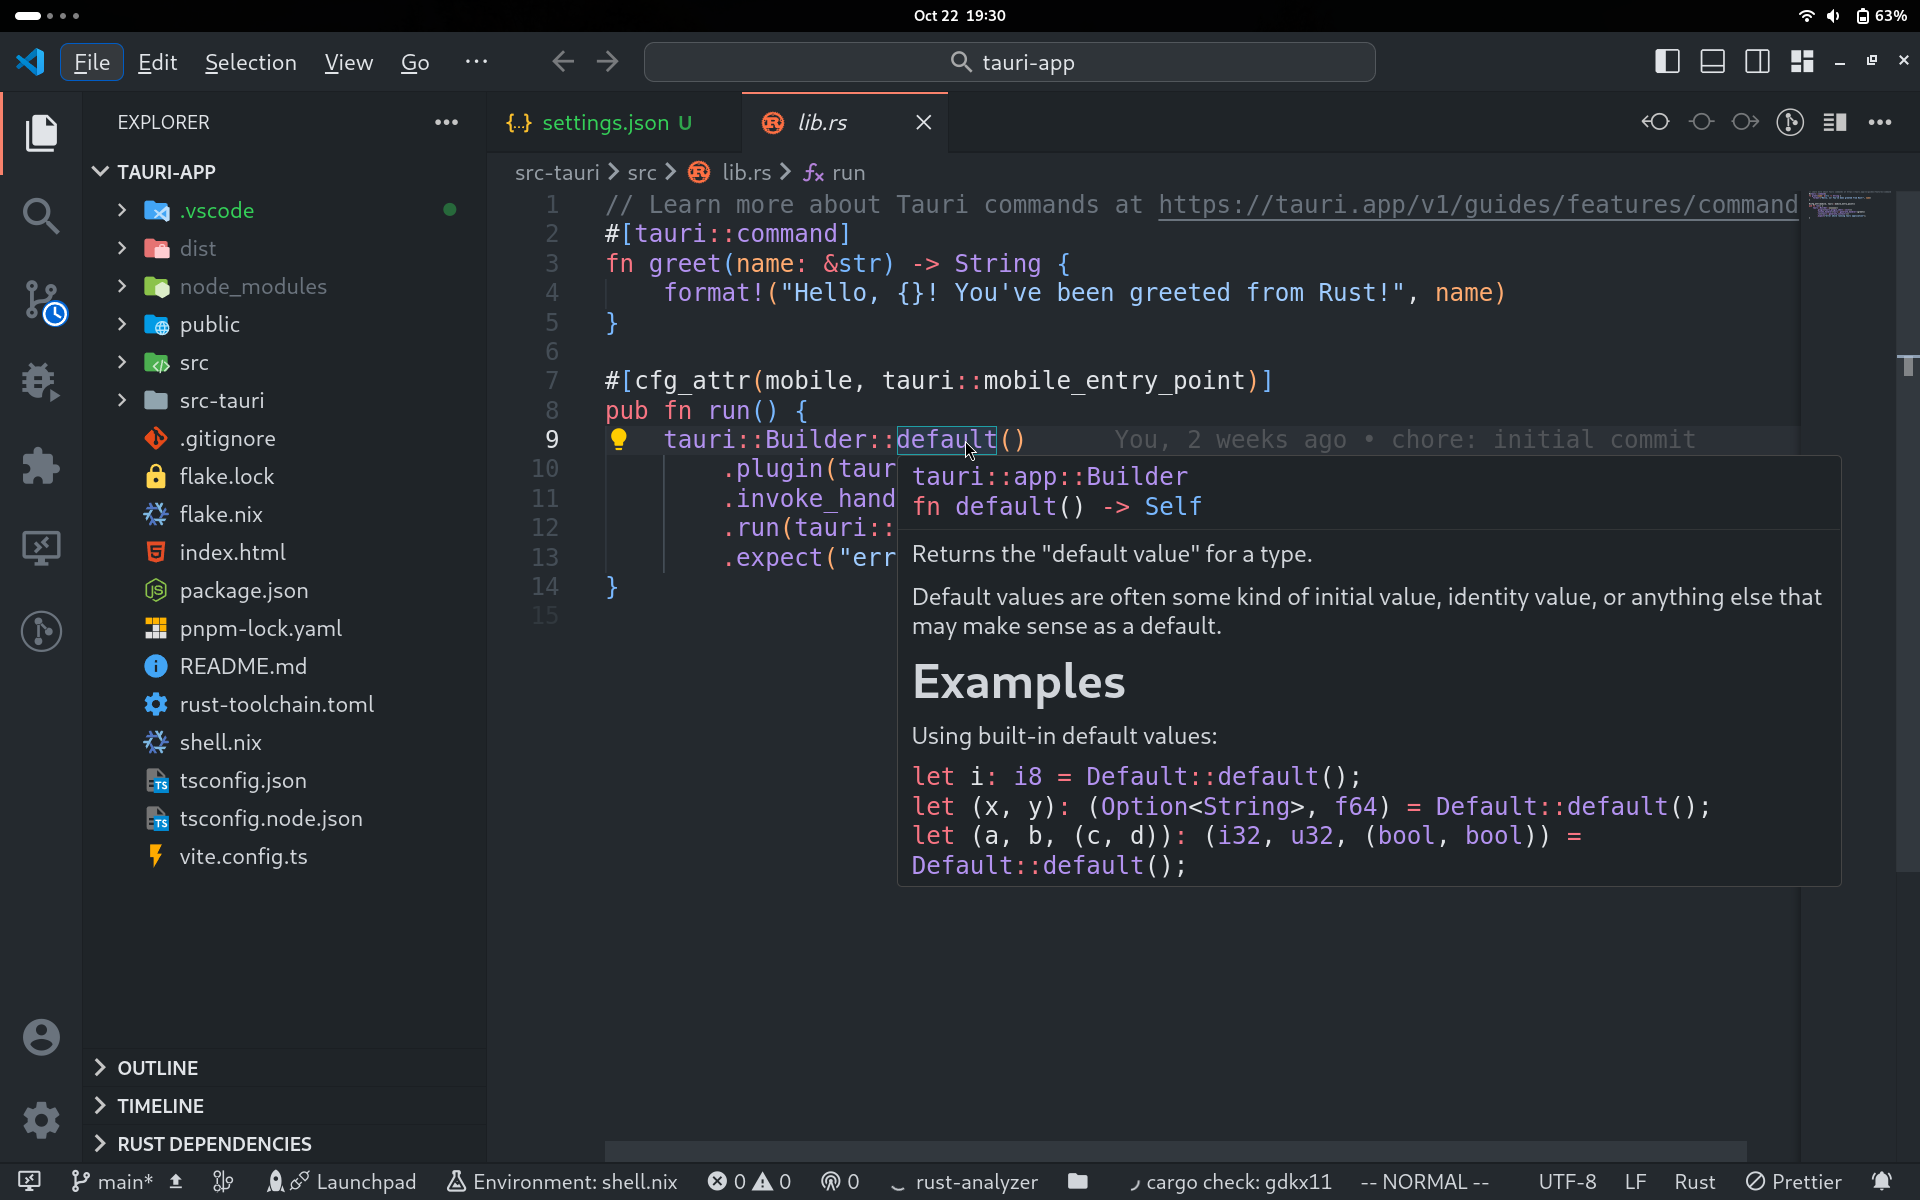 Oct 22 19:30
63%
File Edit Selection View Go ···
tauri-app
EXPLORER
TAURI-APP
.vscode
dist
node_modules
public
src
src-tauri
.gitignore
flake.lock
flake.nix
index.html
package.json
pnpm-lock.yaml
README.md
rust-toolchain.toml
shell.nix
tsconfig.json
tsconfig.node.json
vite.config.ts
OUTLINE
TIMELINE
RUST DEPENDENCIES
{..} settings.json U
lib.rs
src-tauri > src > lib.rs > run
1 // Learn more about Tauri commands at https://tauri.app/v1/guides/features/command
2 #[tauri::command]
3 fn greet(name: &str) -> String {
4     format!("Hello, {}! You've been greeted from Rust!", name)
5 }
6
7 #[cfg_attr(mobile, tauri::mobile_entry_point)]
8 pub fn run() {
9     tauri::Builder::default() You, 2 weeks ago • chore: initial commit
10         .plugin(taur
11         .invoke_hand
12         .run(tauri::
13         .expect("err
14 }
15
tauri::app::Builder
fn default() -> Self
Returns the "default value" for a type.
Default values are often some kind of initial value, identity value, or anything else that
may make sense as a default.
Examples
Using built-in default values:
let i: i8 = Default::default();
let (x, y): (Option<String>, f64) = Default::default();
let (a, b, (c, d)): (i32, u32, (bool, bool)) =
Default::default();
main* Launchpad Environment: shell.nix 0 0 0 rust-analyzer cargo check: gdkx11 -- NORMAL -- UTF-8 LF Rust Prettier